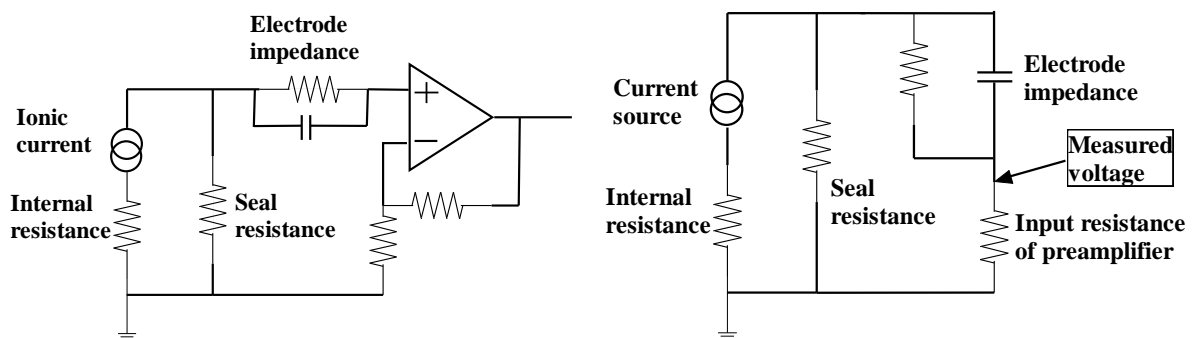 Electrode
impedance
+
−
Ionic
current
Internal
resistance
Seal
resistance
Current
source
Internal
resistance
Seal
resistance
Electrode
impedance
Measured
voltage
Input resistance
of preamplifier